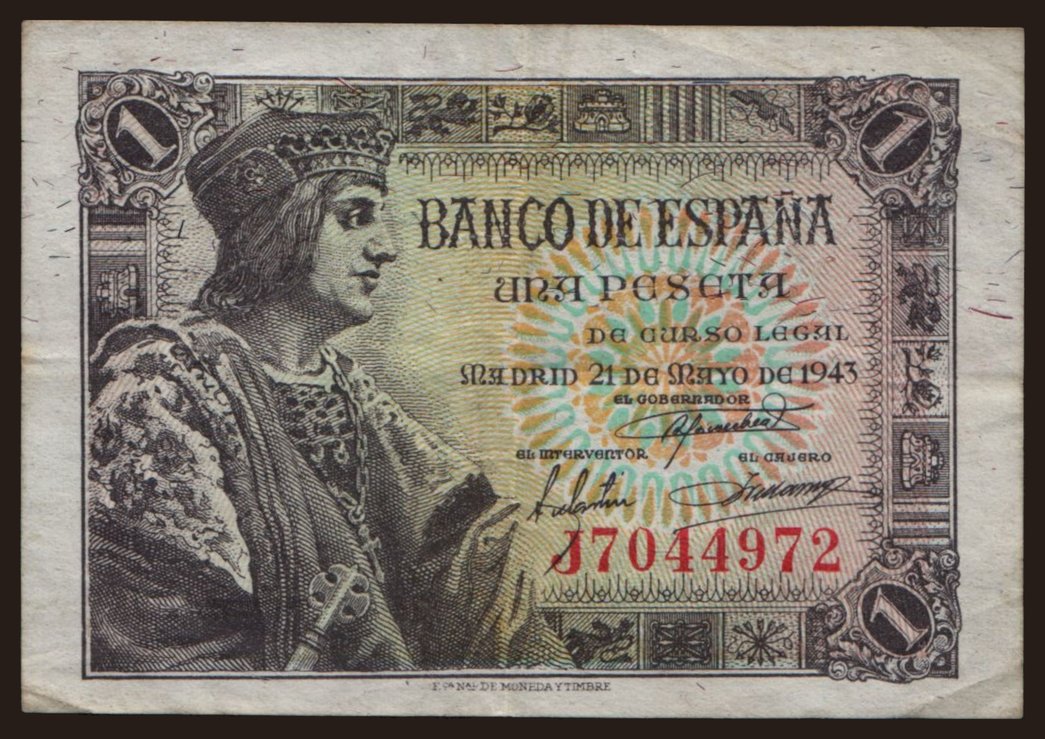 1 1
BANCO DE ESPAÑA
UNA PESETA
DE CURSO LEGAL
MADRID 21 DE MAYO DE 1943
EL GOBERNADOR
EL INTERVENTOR EL CAJERO
J7044972
1
F.ca Nal. DE MONEDA Y TIMBRE